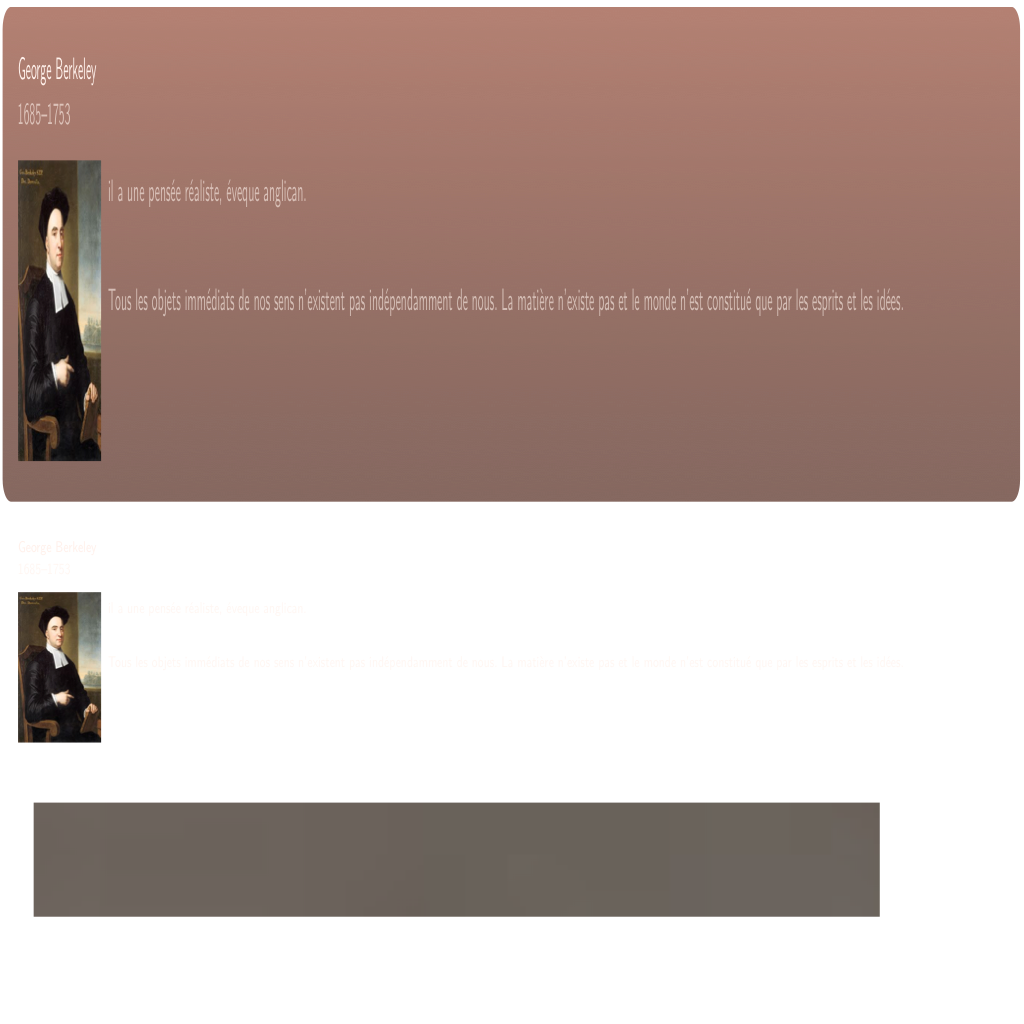 George Berkeley
1685–1753
il a une pensée réaliste, éveque anglican.
Tous les objets immédiats de nos sens n'existent pas indépendamment de nous. La matière n'existe pas et le monde n'est constitué que par les esprits et les idées.
George Berkeley
1685–1753
il a une pensée réaliste, éveque anglican.
Tous les objets immédiats de nos sens n'existent pas indépendamment de nous. La matière n'existe pas et le monde n'est constitué que par les esprits et les idées.